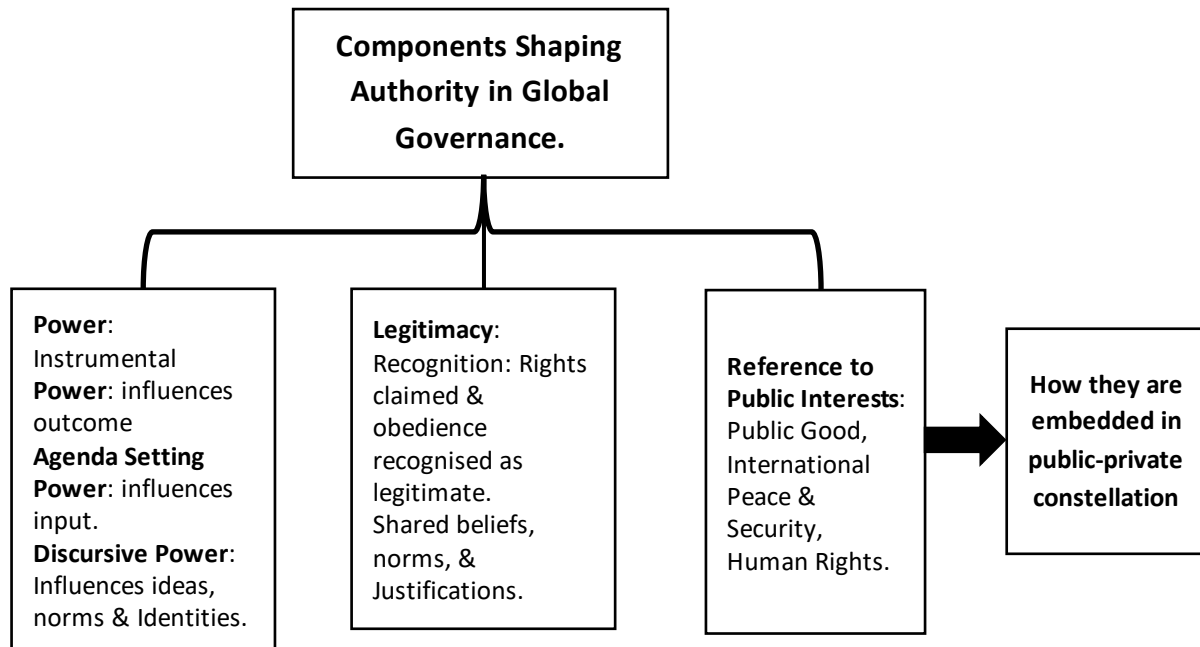 Components Shaping
Authority in Global
Governance.
Power:
Instrumental
Power: influences
outcome
Agenda Setting
Power: influences
input.
Discursive Power:
Influences ideas,
norms & Identities.
Legitimacy:
Recognition: Rights
claimed &
obedience
recognised as
legitimate.
Shared beliefs,
norms, &
Justifications.
Reference to
Public Interests:
Public Good,
International
Peace &
Security,
Human Rights.
How they are
embedded in
public-private
constellation